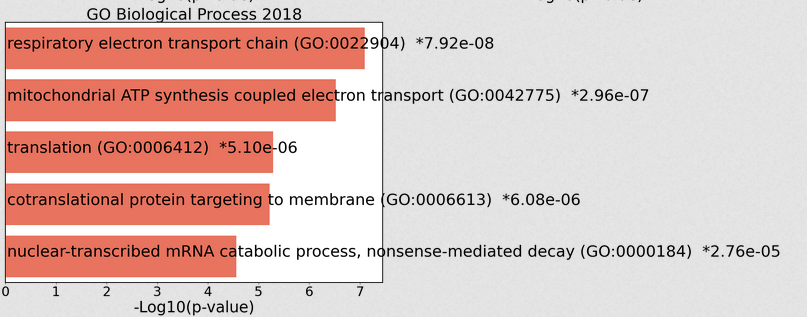 GO Biological Process 2018
respiratory electron transport chain (GO:0022904) *7.92e-08
mitochondrial ATP synthesis coupled electron transport (GO:0042775) *2.96e-07
translation (GO:0006412) *5.10e-06
cotranslational protein targeting to membrane (GO:0006613) *6.08e-06
nuclear-transcribed mRNA catabolic process, nonsense-mediated decay (GO:0000184) *2.76e-05
0 1 2 3 4 5 6 7
-Log10(p-value)